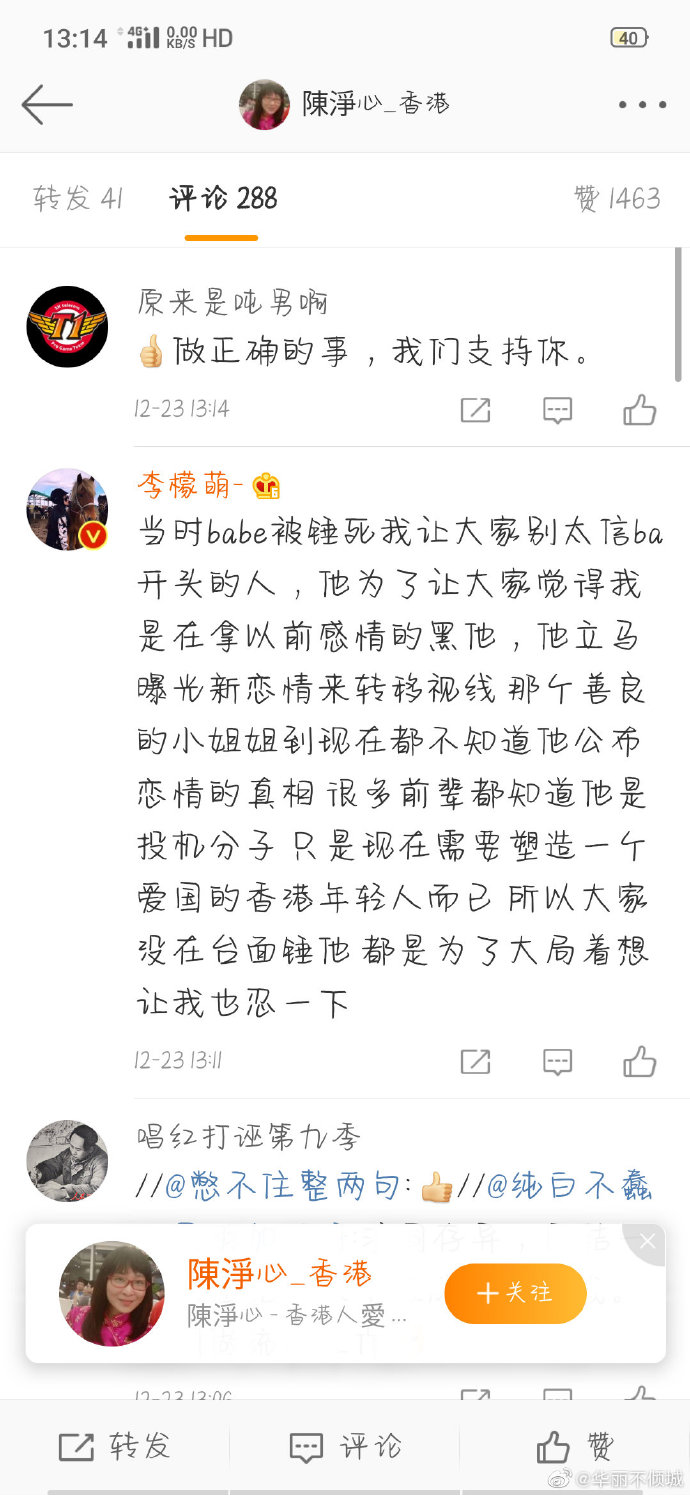 13:14 4G+ 0.00 KB/S HD 40
陳淨心_香港
转发 41 评论 288 赞 1463
原来是吨男啊
👍做正确的事，我们支持你。
12-23 13:14
李檬萌-
当时babe被锤死我让大家别太信ba
开头的人，他为了让大家觉得我
是在拿以前感情的黑他，他立马
曝光新恋情来转移视线 那个善良
的小姐姐到现在都不知道他公布
恋情的真相 很多前辈都知道他是
投机分子 只是现在需要塑造一个
爱国的香港年轻人而已 所以大家
没在台面锤他 都是为了大局着想
让我也忍一下
12-23 13:11
唱红打诬第九季
//@憋不住整两句:👍//@纯白不蠢
陳淨心_香港
陳淨心 - 香港人愛...
+关注
12-23 13:06
转发 评论 赞
@华丽不倾城